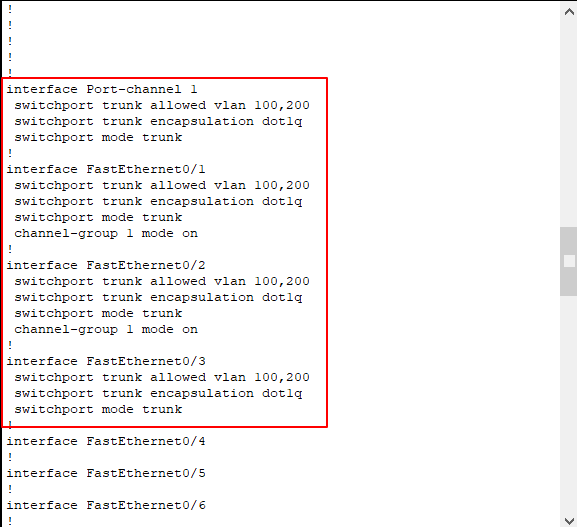 !
!
!
!
!
interface Port-channel 1
 switchport trunk allowed vlan 100,200
 switchport trunk encapsulation dot1q
 switchport mode trunk
!
interface FastEthernet0/1
 switchport trunk allowed vlan 100,200
 switchport trunk encapsulation dot1q
 switchport mode trunk
 channel-group 1 mode on
!
interface FastEthernet0/2
 switchport trunk allowed vlan 100,200
 switchport trunk encapsulation dot1q
 switchport mode trunk
 channel-group 1 mode on
!
interface FastEthernet0/3
 switchport trunk allowed vlan 100,200
 switchport trunk encapsulation dot1q
 switchport mode trunk
!
interface FastEthernet0/4
!
interface FastEthernet0/5
!
interface FastEthernet0/6
!